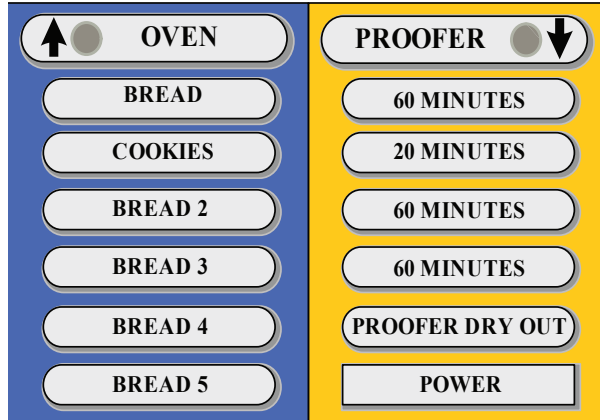 OVEN
BREAD
COOKIES
BREAD 2
BREAD 3
BREAD 4
BREAD 5
PROOFER
60 MINUTES
20 MINUTES
60 MINUTES
60 MINUTES
PROOFER DRY OUT
POWER